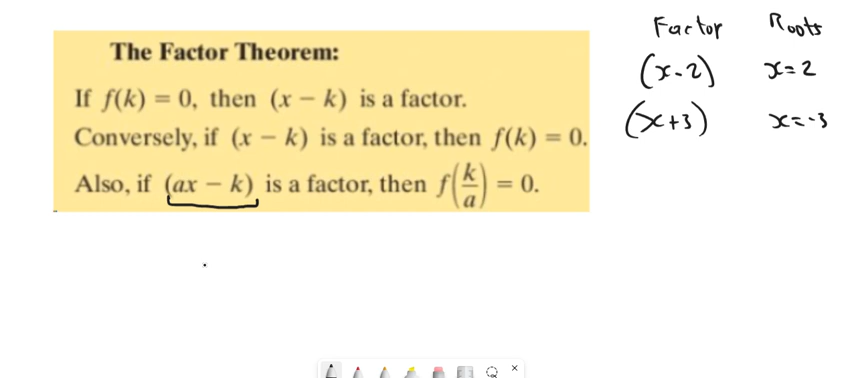 The Factor Theorem:
If f(k) = 0, then (x − k) is a factor.
Conversely, if (x − k) is a factor, then f(k) = 0.
Also, if (ax − k) is a factor, then f(k/a) = 0.
Factor Roots
(x-2) x=2
(x+3) x=-3